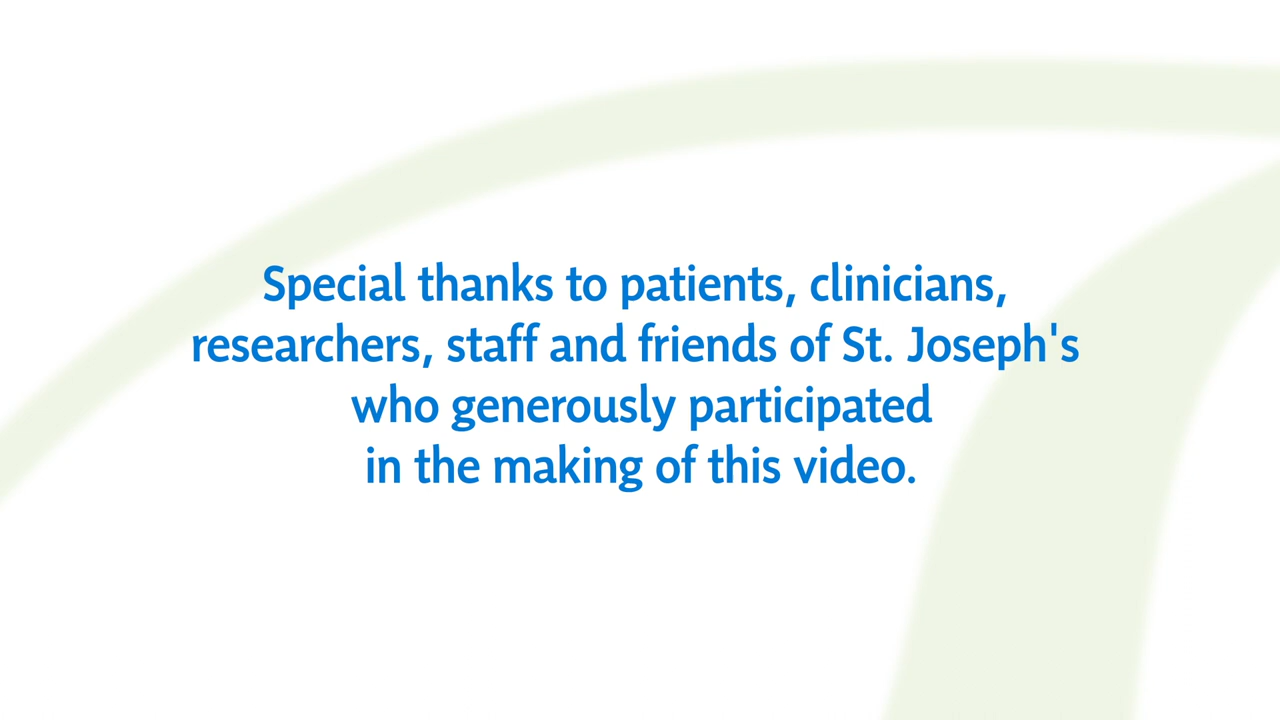 Special thanks to patients, clinicians,
researchers, staff and friends of St. Joseph's
who generously participated
in the making of this video.